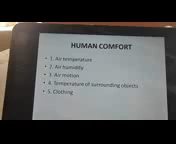 HUMAN COMFORT
• 1. Air temperature
• 2. Air humidity
• 3. Air motion
• 4. Temperature of surrounding objects
• 5. Clothing